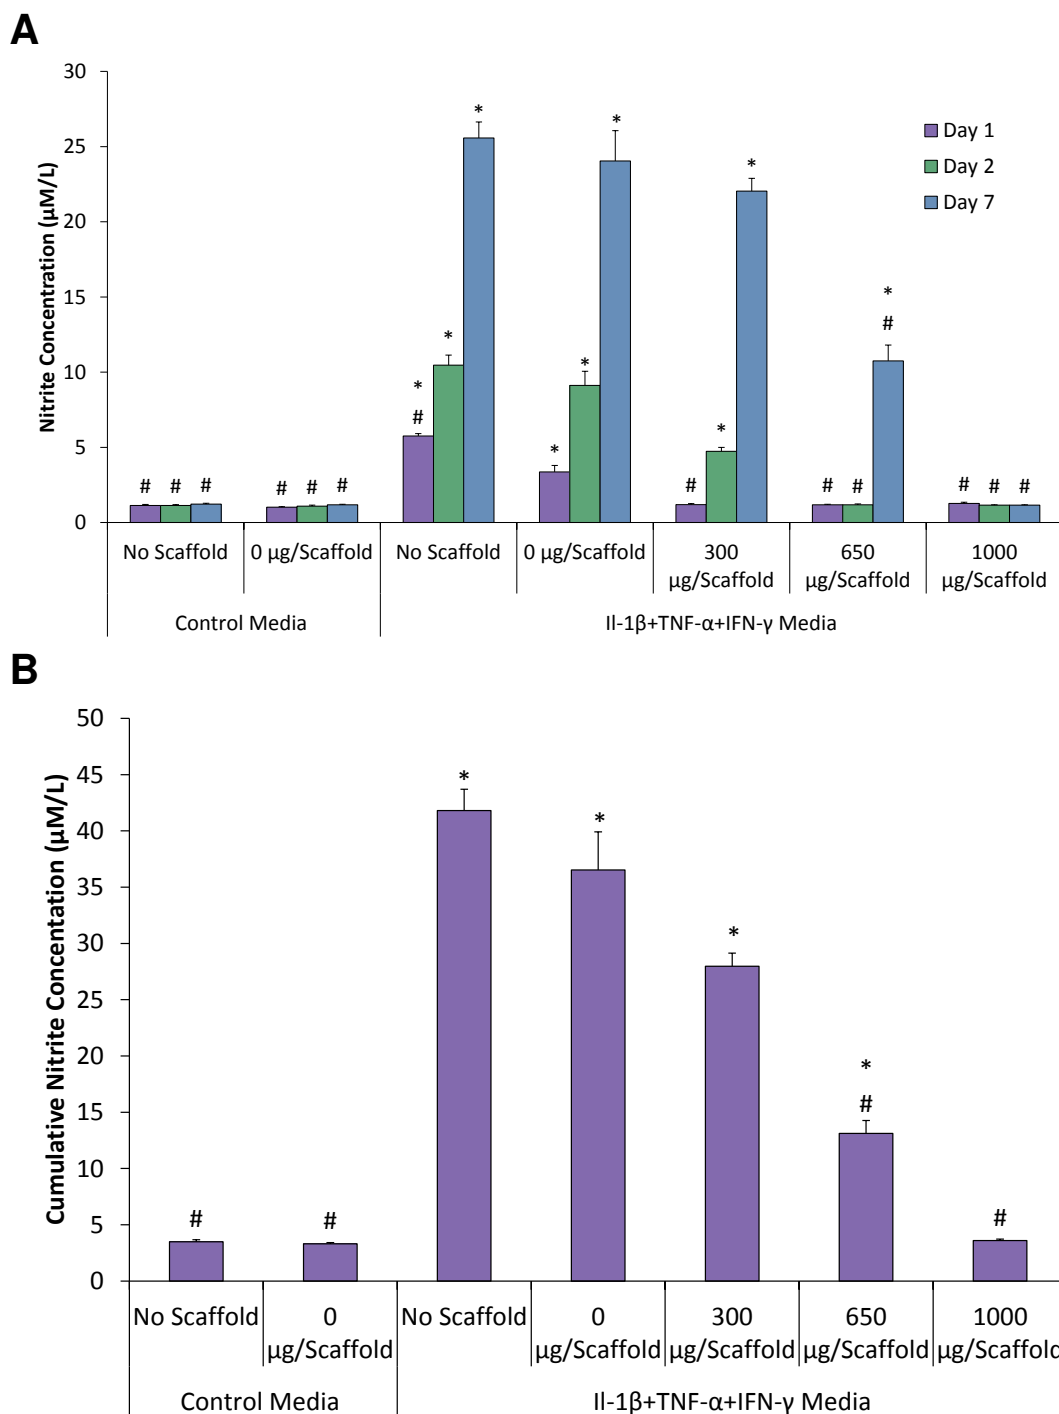 A
Nitrite Concentration (µM/L)
30
25
20
15
10
5
0
Day 1
Day 2
Day 7
# # #
# # #
* #
*
*
*
*
*
#
*
*
# #
* #
# # #
No Scaffold
0 µg/Scaffold
No Scaffold
0 µg/Scaffold
300
µg/Scaffold
650
µg/Scaffold
1000
µg/Scaffold
Control Media
Il-1β+TNF-α+IFN-γ Media
B
Cumulative Nitrite Concentation (µM/L)
50
45
40
35
30
25
20
15
10
5
0
#
#
*
*
*
*
#
#
No Scaffold
0
µg/Scaffold
No Scaffold
0
µg/Scaffold
300
µg/Scaffold
650
µg/Scaffold
1000
µg/Scaffold
Control Media
Il-1β+TNF-α+IFN-γ Media